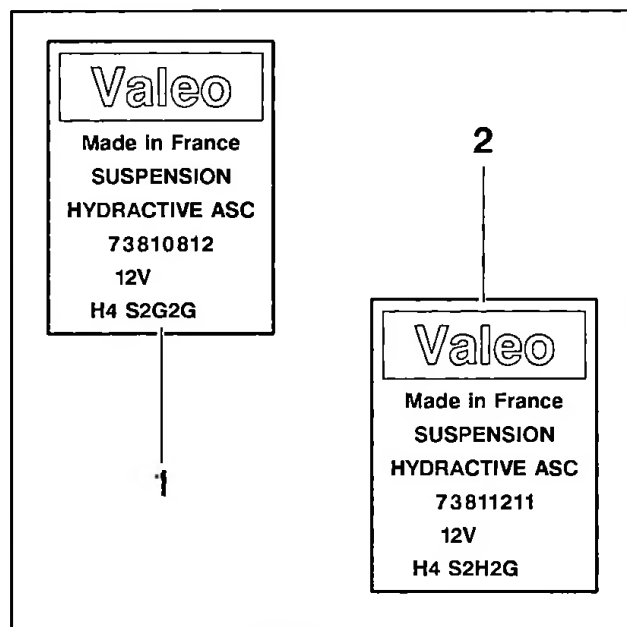 Valeo
Made in France
SUSPENSION
HYDRACTIVE ASC
73810812
12V
H4 S2G2G
1
2
Valeo
Made in France
SUSPENSION
HYDRACTIVE ASC
73811211
12V
H4 S2H2G